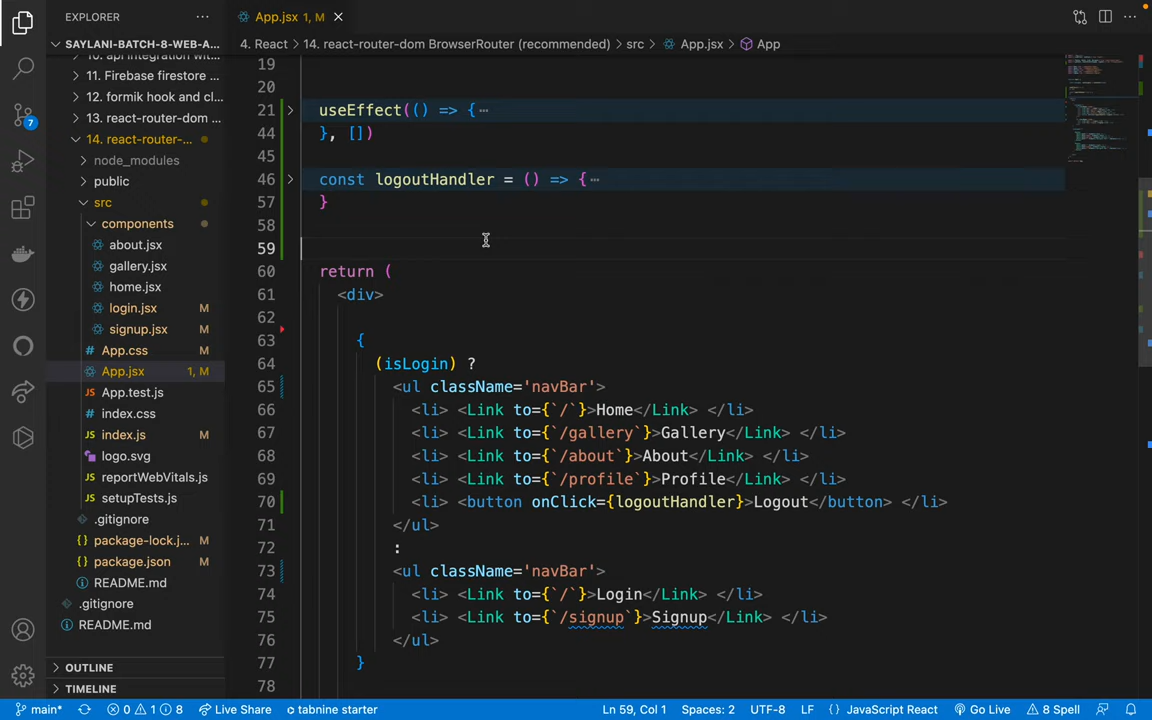 EXPLORER
SAYLANI-BATCH-8-WEB-A...
10. api integration wit...
11. Firebase firestore ...
12. formik hook and cl...
13. react-router-dom ...
14. react-router-...
node_modules
public
src
components
about.jsx
gallery.jsx
home.jsx
login.jsx M
signup.jsx M
# App.css M
App.jsx 1, M
JS App.test.js
# index.css
JS index.js M
logo.svg
JS reportWebVitals.js
JS setupTests.js
.gitignore
{} package-lock.j... M
{} package.json M
README.md
.gitignore
README.md
OUTLINE
TIMELINE
7
App.jsx 1, M
4. React > 14. react-router-dom BrowserRouter (recommended) > src > App.jsx > App
19
20
21 useEffect(() => {...
44 }, [])
45
46 const logoutHandler = () => {...
57 }
58
59
60 return (
61 <div>
62
63 {
64 (isLogin) ?
65 <ul className='navBar'>
66 <li> <Link to={`/`}>Home</Link> </li>
67 <li> <Link to={`/gallery`}>Gallery</Link> </li>
68 <li> <Link to={`/about`}>About</Link> </li>
69 <li> <Link to={`/profile`}>Profile</Link> </li>
70 <li> <button onClick={logoutHandler}>Logout</button> </li>
71 </ul>
72 :
73 <ul className='navBar'>
74 <li> <Link to={`/`}>Login</Link> </li>
75 <li> <Link to={`/signup`}>Signup</Link> </li>
76 </ul>
77 }
78
main* 0 1 8 Live Share tabnine starter Ln 59, Col 1 Spaces: 2 UTF-8 LF {} JavaScript React Go Live 8 Spell